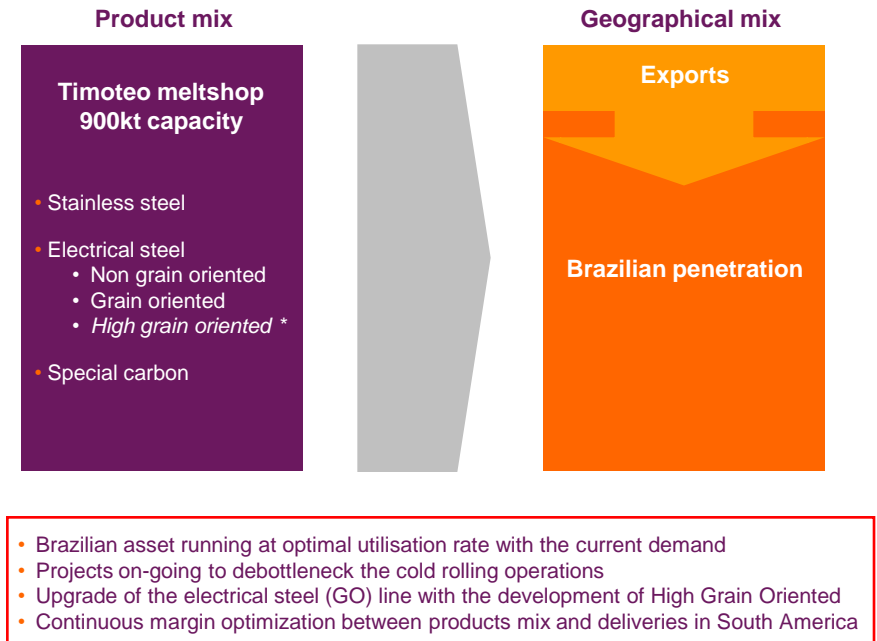 Product mix
Geographical mix
Timoteo meltshop
900kt capacity
• Stainless steel
• Electrical steel
• Non grain oriented
• Grain oriented
• High grain oriented *
• Special carbon
Exports
Brazilian penetration
• Brazilian asset running at optimal utilisation rate with the current demand
• Projects on-going to debottleneck the cold rolling operations
• Upgrade of the electrical steel (GO) line with the development of High Grain Oriented
• Continuous margin optimization between products mix and deliveries in South America